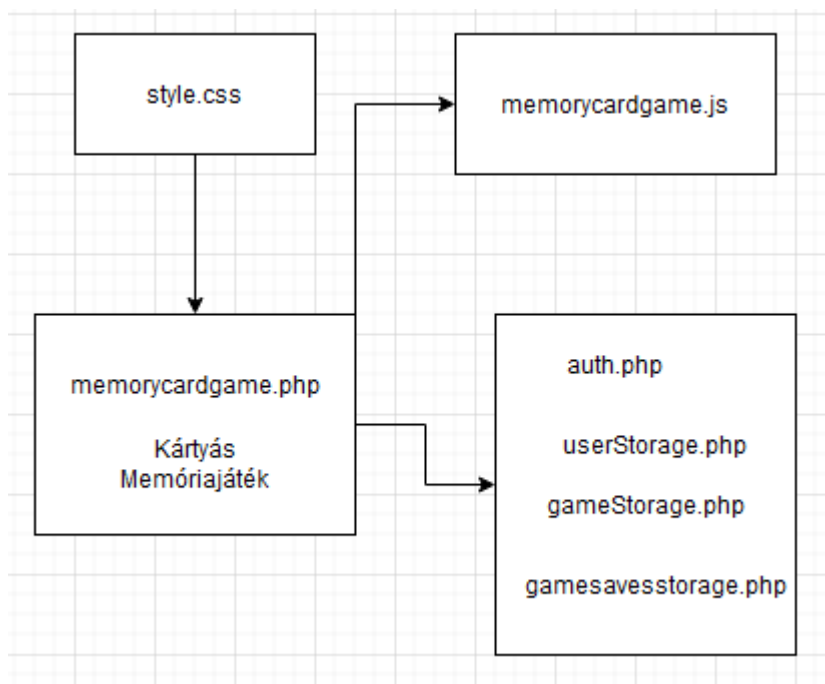 style.css
memorycardgame.js
memorycardgame.php
Kártyás
Memóriajáték
auth.php
userStorage.php
gameStorage.php
gamesavesstorage.php